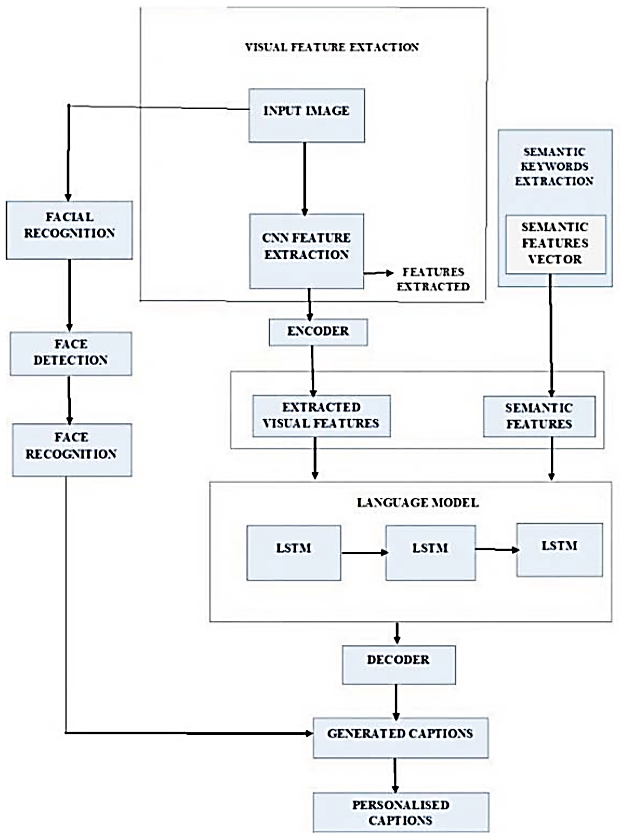 VISUAL FEATURE EXTACTION
INPUT IMAGE
SEMANTIC
KEYWORDS
EXTRACTION
FACIAL
RECOGNITION
CNN FEATURE
EXTRACTION
SEMANTIC
FEATURES
VECTOR
FEATURES
EXTRACTED
ENCODER
FACE
DETECTION
EXTRACTED
VISUAL FEATURES
SEMANTIC
FEATURES
FACE
RECOGNITION
LANGUAGE MODEL
LSTM
LSTM
LSTM
DECODER
GENERATED CAPTIONS
PERSONALISED
CAPTIONS